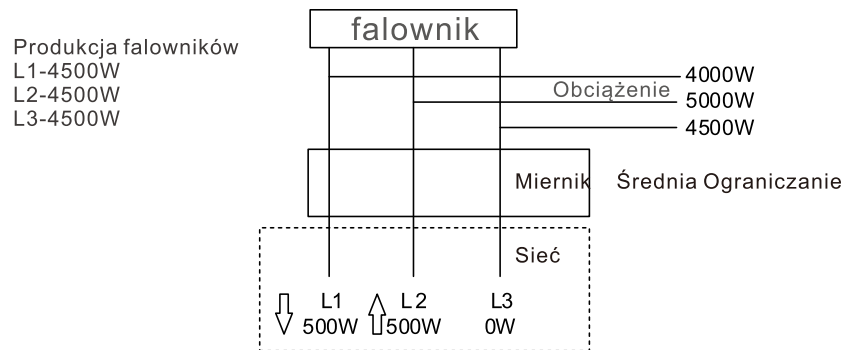 falownik
Produkcja falowników
L1-4500W
L2-4500W
L3-4500W
4000W
Obciążenie
5000W
4500W
Miernik
Średnia Ograniczanie
Sieć
L1 L2 L3
500W 500W 0W